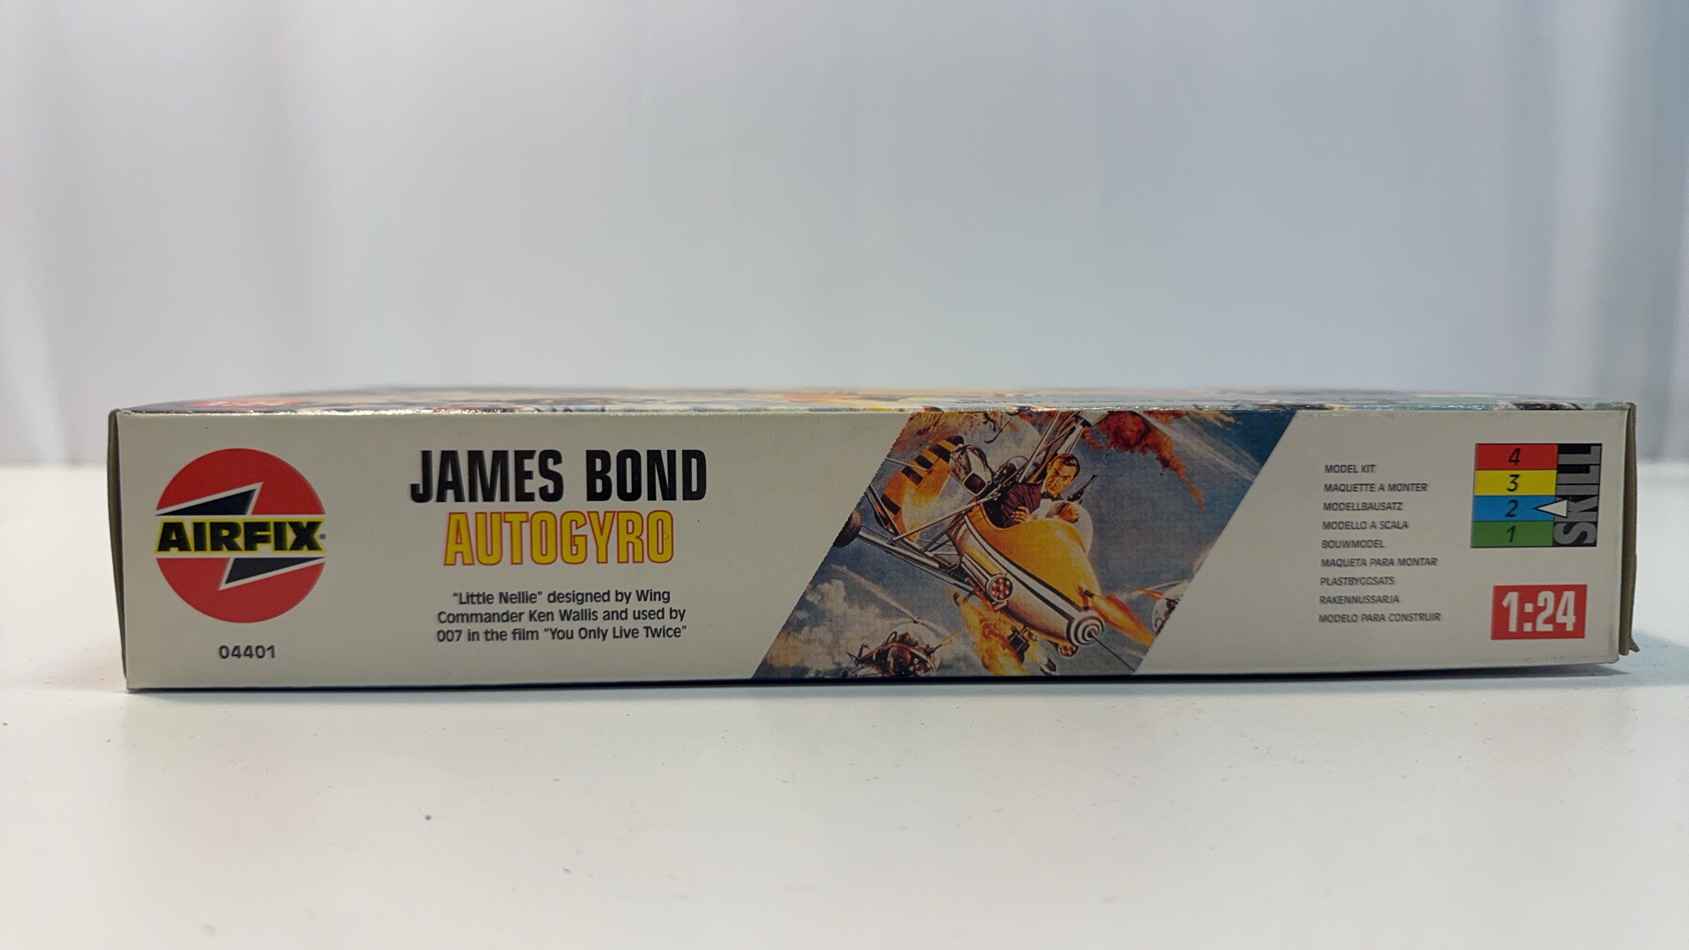 AIRFIX
04401
JAMES BOND
AUTOGYRO
"Little Nellie" designed by Wing
Commander Ken Wallis and used by
007 in the film "You Only Live Twice"
MODEL KIT
MAQUETTE A MONTER
MODELLBAUSATZ
MODELLO A SCALA
BOUWMODEL
MAQUETA PARA MONTAR
PLASTBYGGSATS
RAKENNUSSARJA
MODELO PARA CONSTRUIR
4
3
2
1
SKILL
1:24